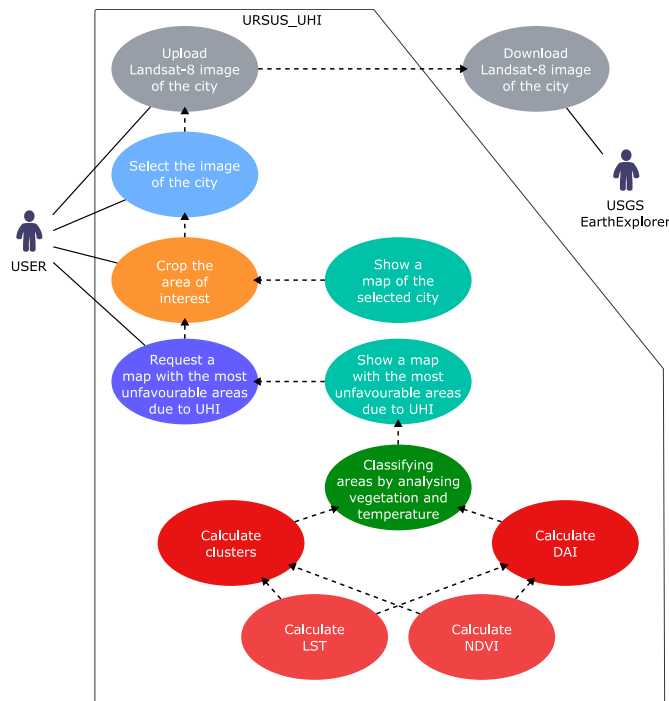 URSUS_UHI
Upload
Landsat-8 image
of the city
Download
Landsat-8 image
of the city
Select the image
of the city
USGS
EarthExplorer
USER
Crop the
area of
interest
Show a
map of the
selected city
Request a
map with the most
unfavourable areas
due to UHI
Show a map
with the most
unfavourable areas
due to UHI
Classifying
areas by analysing
vegetation and
temperature
Calculate
clusters
Calculate
DAI
Calculate
LST
Calculate
NDVI